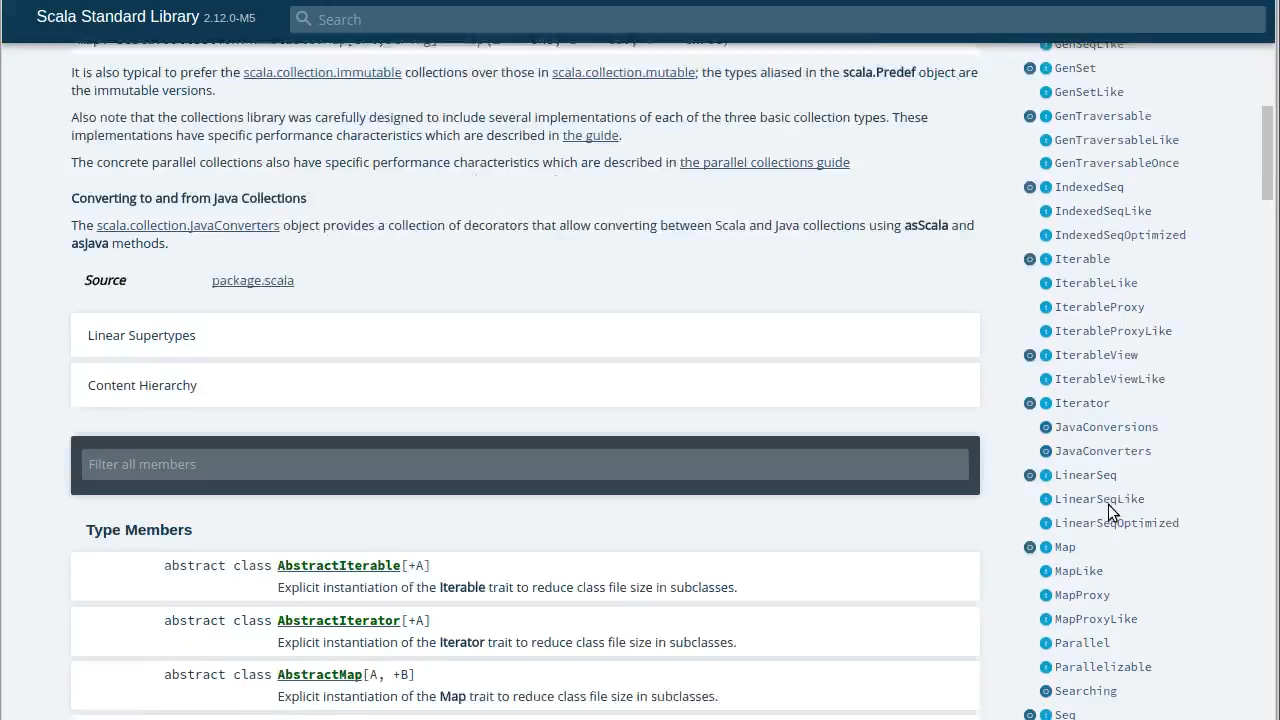 Scala Standard Library 2.12.0-M5
Search
It is also typical to prefer the scala.collection.immutable collections over those in scala.collection.mutable; the types aliased in the scala.Predef object are
the immutable versions.
Also note that the collections library was carefully designed to include several implementations of each of the three basic collection types. These
implementations have specific performance characteristics which are described in the guide.
The concrete parallel collections also have specific performance characteristics which are described in the parallel collections guide
Converting to and from Java Collections
The scala.collection.JavaConverters object provides a collection of decorators that allow converting between Scala and Java collections using asScala and
asJava methods.
Source package.scala
Linear Supertypes
Content Hierarchy
Filter all members
Type Members
abstract class AbstractIterable[+A]
Explicit instantiation of the Iterable trait to reduce class file size in subclasses.
abstract class AbstractIterator[+A]
Explicit instantiation of the Iterator trait to reduce class file size in subclasses.
abstract class AbstractMap[A, +B]
Explicit instantiation of the Map trait to reduce class file size in subclasses.
GenSeqLike
GenSet
GenSetLike
GenTraversable
GenTraversableLike
GenTraversableOnce
IndexedSeq
IndexedSeqLike
IndexedSeqOptimized
Iterable
IterableLike
IterableProxy
IterableProxyLike
IterableView
IterableViewLike
Iterator
JavaConversions
JavaConverters
LinearSeq
LinearSeqLike
LinearSeqOptimized
Map
MapLike
MapProxy
MapProxyLike
Parallel
Parallelizable
Searching
Seq